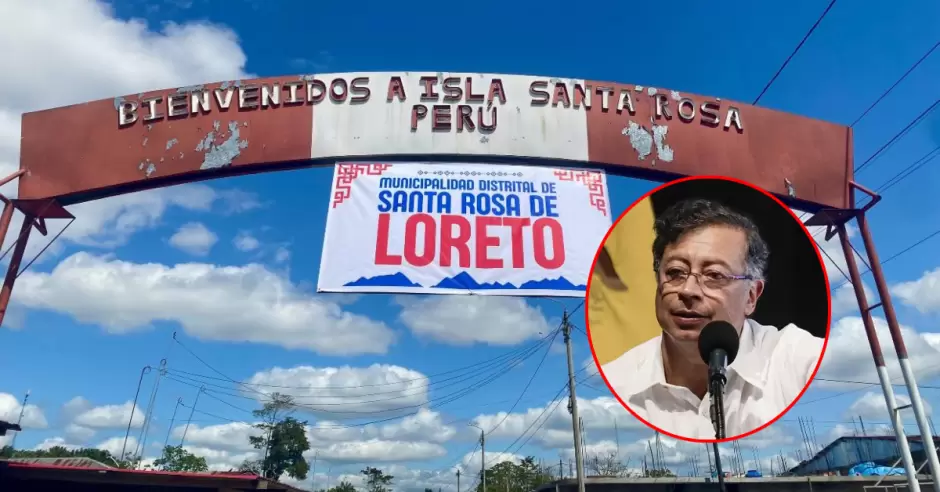 BIENVENIDOS A ISLA SANTA ROSA
PERÚ
MUNICIPALIDAD DISTRITAL DE
SANTA ROSA DE
LORETO